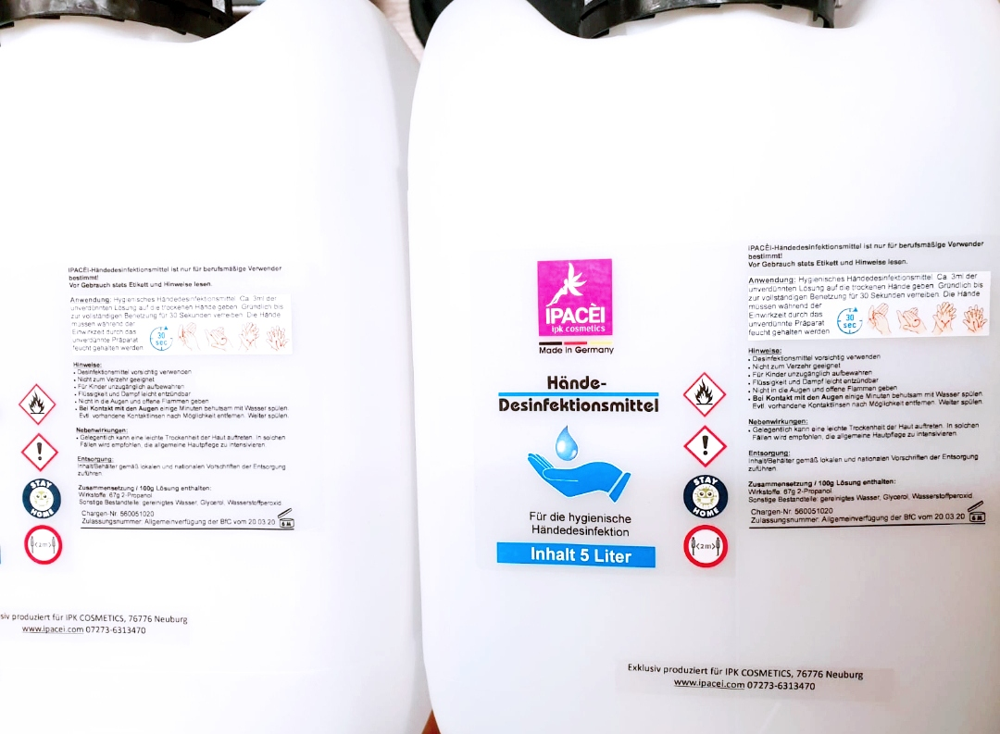 IPACÈI-Händedesinfektionsmittel ist nur für berufsmäßige Verwender
bestimmt!
Vor Gebrauch stets Etikett und Hinweise lesen.
Anwendung: Hygienisches Händedesinfektionsmittel. Ca. 3ml der
unverdünnten Lösung auf die trockenen Hände geben. Gründlich bis
zur vollständigen Benetzung für 30 Sekunden verreiben. Die Hände
müssen während der
Einwirkzeit durch das
unverdünnte Präparat
feucht gehalten werden
30
sec
Hinweise:
• Desinfektionsmittel vorsichtig verwenden
• Nicht zum Verzehr geeignet
• Für Kinder unzugänglich aufbewahren
• Flüssigkeit und Dampf leicht entzündbar
• Nicht in die Augen und offene Flammen geben
• Bei Kontakt mit den Augen einige Minuten behutsam mit Wasser spülen.
Evtl. vorhandene Kontaktlinsen nach Möglichkeit entfernen. Weiter spülen.
Nebenwirkungen:
• Gelegentlich kann eine leichte Trockenheit der Haut auftreten. In solchen
Fällen wird empfohlen, die allgemeine Hautpflege zu intensivieren.
Entsorgung:
Inhalt/Behälter gemäß lokalen und nationalen Vorschriften der Entsorgung
zuführen.
Zusammensetzung / 100g Lösung enthalten:
Wirkstoffe: 67g 2-Propanol
Sonstige Bestandteile: gereinigtes Wasser, Glycerol, Wasserstoffperoxid.
Chargen-Nr. 560051020
Zulassungsnummer: Allgemeinverfügung der BfC vom 20.03.20
6 M
STAY
HOME
<2m>
siv produziert für IPK COSMETICS, 76776 Neuburg
www.ipacei.com 07273-6313470
IPACÈI
ipk cosmetics
Made in Germany
Hände-
Desinfektionsmittel
Für die hygienische
Händedesinfektion
Inhalt 5 Liter
STAY
HOME
<2m>
IPACÈI-Händedesinfektionsmittel ist nur für berufsmäßige Verwender
bestimmt!
Vor Gebrauch stets Etikett und Hinweise lesen.
Anwendung: Hygienisches Händedesinfektionsmittel. Ca. 3ml der
unverdünnten Lösung auf die trockenen Hände geben. Gründlich bis
zur vollständigen Benetzung für 30 Sekunden verreiben. Die Hände
müssen während der
Einwirkzeit durch das
unverdünnte Präparat
feucht gehalten werden
30
sec
Hinweise:
• Desinfektionsmittel vorsichtig verwenden
• Nicht zum Verzehr geeignet
• Für Kinder unzugänglich aufbewahren
• Flüssigkeit und Dampf leicht entzündbar
• Nicht in die Augen und offene Flammen geben
• Bei Kontakt mit den Augen einige Minuten behutsam mit Wasser spülen.
Evtl. vorhandene Kontaktlinsen nach Möglichkeit entfernen. Weiter spülen.
Nebenwirkungen:
• Gelegentlich kann eine leichte Trockenheit der Haut auftreten. In solchen
Fällen wird empfohlen, die allgemeine Hautpflege zu intensivieren.
Entsorgung:
Inhalt/Behälter gemäß lokalen und nationalen Vorschriften der Entsorgung
zuführen.
Zusammensetzung / 100g Lösung enthalten:
Wirkstoffe: 67g 2-Propanol
Sonstige Bestandteile: gereinigtes Wasser, Glycerol, Wasserstoffperoxid.
Chargen-Nr. 560051020
Zulassungsnummer: Allgemeinverfügung der BfC vom 20.03.20
6 M
Exklusiv produziert für IPK COSMETICS, 76776 Neuburg
www.ipacei.com 07273-6313470